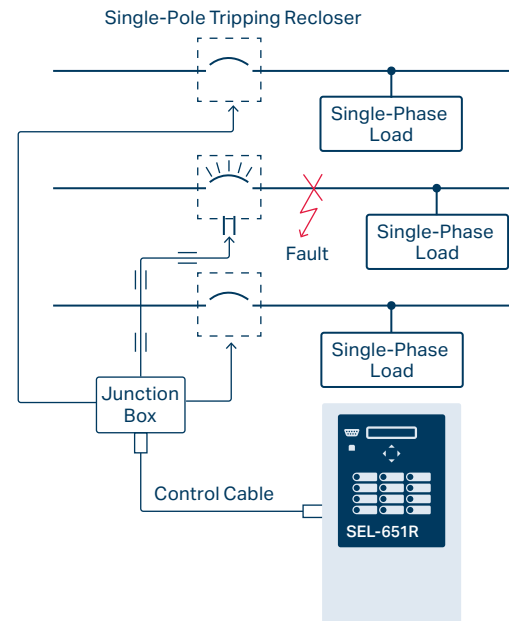 Single-Pole Tripping Recloser
Single-Phase
Load
Fault
Single-Phase
Load
Single-Phase
Load
Junction
Box
Control Cable
SEL-651R